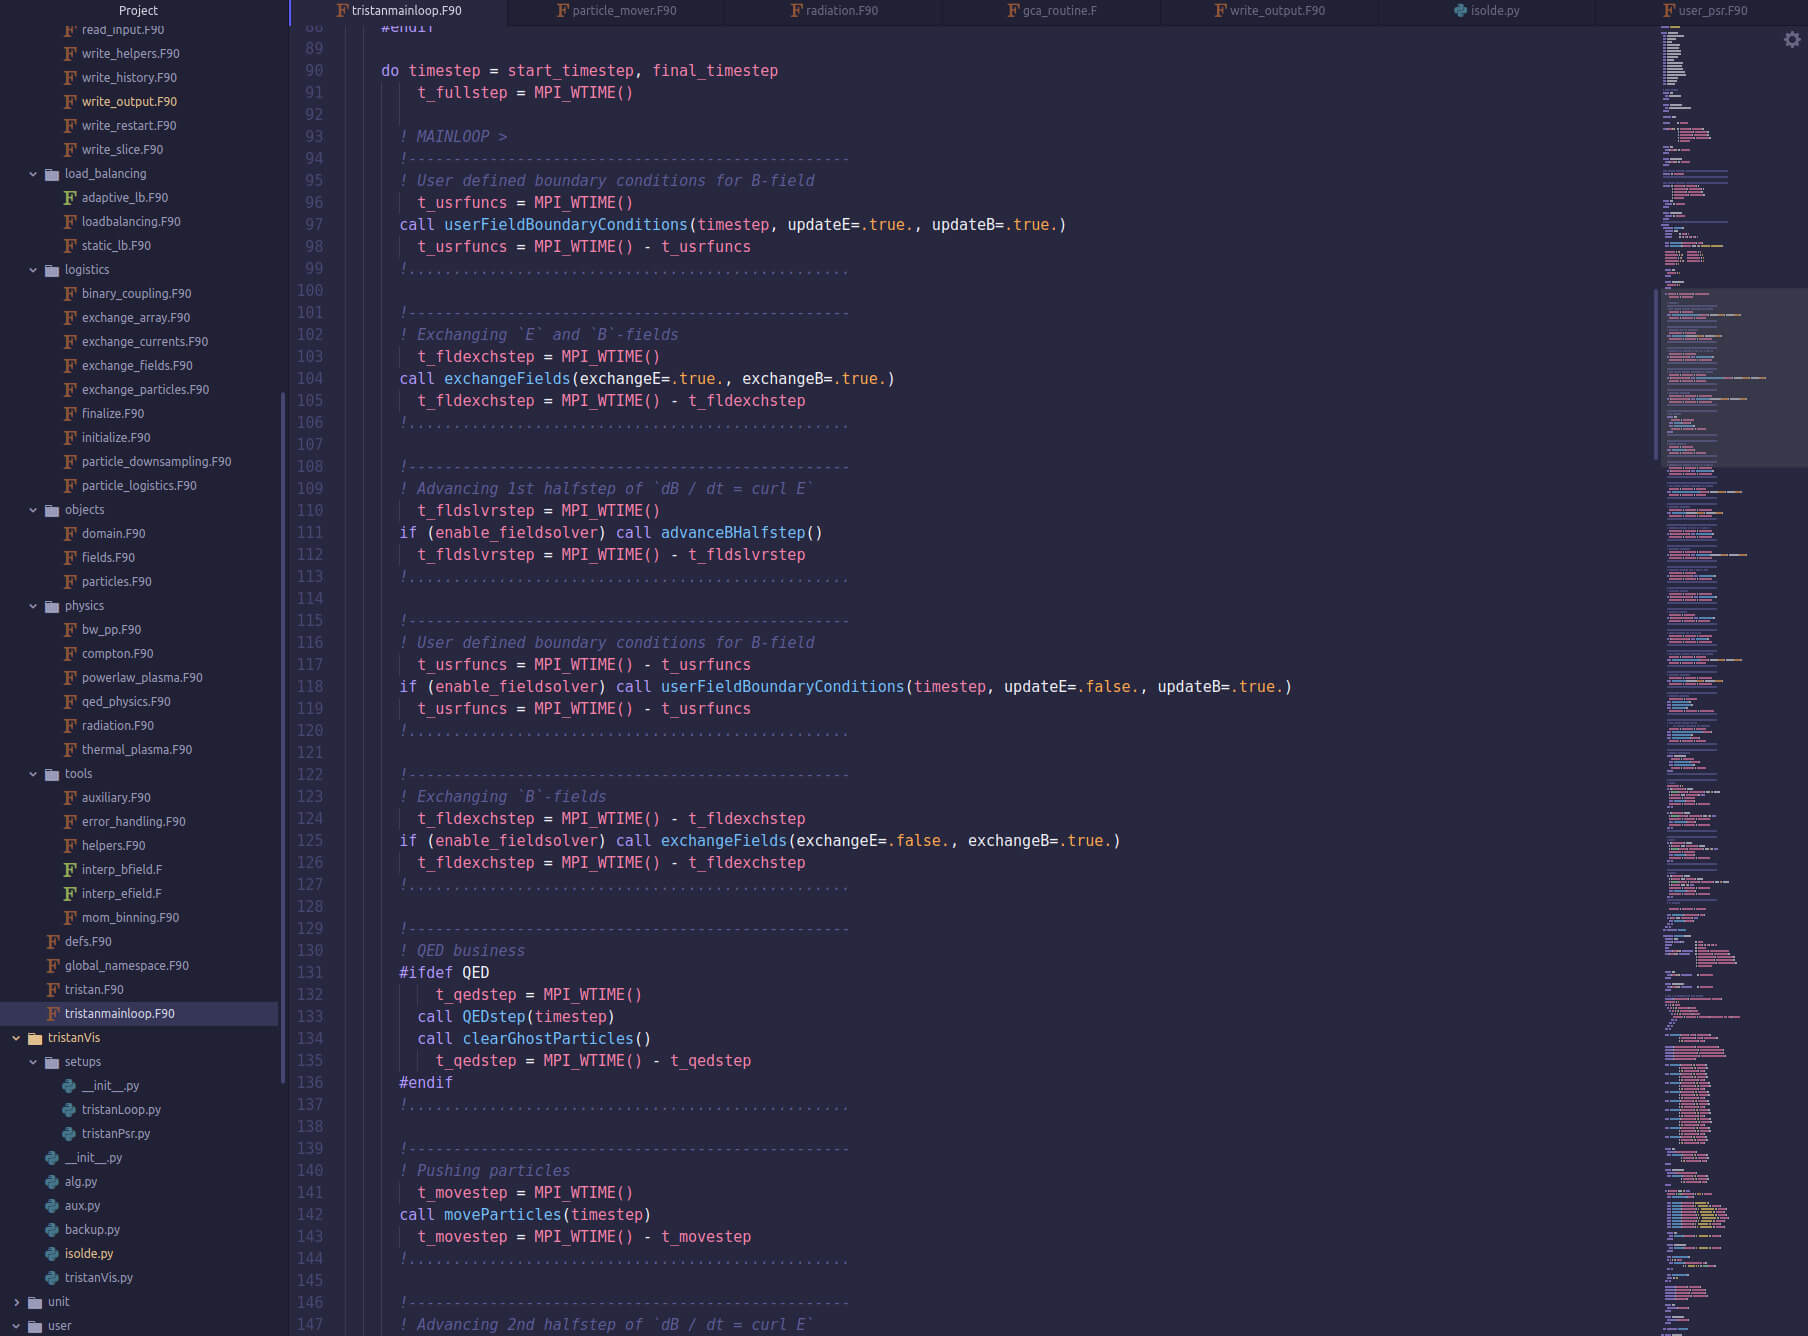 Project
read_input.F90
write_helpers.F90
write_history.F90
write_output.F90
write_restart.F90
write_slice.F90
load_balancing
adaptive_lb.F90
loadbalancing.F90
static_lb.F90
logistics
binary_coupling.F90
exchange_array.F90
exchange_currents.F90
exchange_fields.F90
exchange_particles.F90
finalize.F90
initialize.F90
particle_downsampling.F90
particle_logistics.F90
objects
domain.F90
fields.F90
particles.F90
physics
bw_pp.F90
compton.F90
powerlaw_plasma.F90
qed_physics.F90
radiation.F90
thermal_plasma.F90
tools
auxiliary.F90
error_handling.F90
helpers.F90
interp_bfield.F
interp_efield.F
mom_binning.F90
defs.F90
global_namespace.F90
tristan.F90
tristanmainloop.F90
tristanVis
setups
__init__.py
tristanLoop.py
tristanPsr.py
__init__.py
alg.py
aux.py
backup.py
isolde.py
tristanVis.py
unit
user
tristanmainloop.F90 particle_mover.F90 radiation.F90 gca_routine.F write_output.F90 isolde.py user_psr.F90
88 #endif
89
90 do timestep = start_timestep, final_timestep
91 t_fullstep = MPI_WTIME()
92
93 ! MAINLOOP >
94 !-------------------------------------------------
95 ! User defined boundary conditions for B-field
96 t_usrfuncs = MPI_WTIME()
97 call userFieldBoundaryConditions(timestep, updateE=.true., updateB=.true.)
98 t_usrfuncs = MPI_WTIME() - t_usrfuncs
99 !.................................................
100
101 !-------------------------------------------------
102 ! Exchanging `E` and `B`-fields
103 t_fldexchstep = MPI_WTIME()
104 call exchangeFields(exchangeE=.true., exchangeB=.true.)
105 t_fldexchstep = MPI_WTIME() - t_fldexchstep
106 !.................................................
107
108 !-------------------------------------------------
109 ! Advancing 1st halfstep of `dB / dt = curl E`
110 t_fldslvrstep = MPI_WTIME()
111 if (enable_fieldsolver) call advanceBHalfstep()
112 t_fldslvrstep = MPI_WTIME() - t_fldslvrstep
113 !.................................................
114
115 !-------------------------------------------------
116 ! User defined boundary conditions for B-field
117 t_usrfuncs = MPI_WTIME() - t_usrfuncs
118 if (enable_fieldsolver) call userFieldBoundaryConditions(timestep, updateE=.false., updateB=.true.)
119 t_usrfuncs = MPI_WTIME() - t_usrfuncs
120 !.................................................
121
122 !-------------------------------------------------
123 ! Exchanging `B`-fields
124 t_fldexchstep = MPI_WTIME() - t_fldexchstep
125 if (enable_fieldsolver) call exchangeFields(exchangeE=.false., exchangeB=.true.)
126 t_fldexchstep = MPI_WTIME() - t_fldexchstep
127 !.................................................
128
129 !-------------------------------------------------
130 ! QED business
131 #ifdef QED
132 t_qedstep = MPI_WTIME()
133 call QEDstep(timestep)
134 call clearGhostParticles()
135 t_qedstep = MPI_WTIME() - t_qedstep
136 #endif
137 !.................................................
138
139 !-------------------------------------------------
140 ! Pushing particles
141 t_movestep = MPI_WTIME()
142 call moveParticles(timestep)
143 t_movestep = MPI_WTIME() - t_movestep
144 !.................................................
145
146 !-------------------------------------------------
147 ! Advancing 2nd halfstep of `dB / dt = curl E`